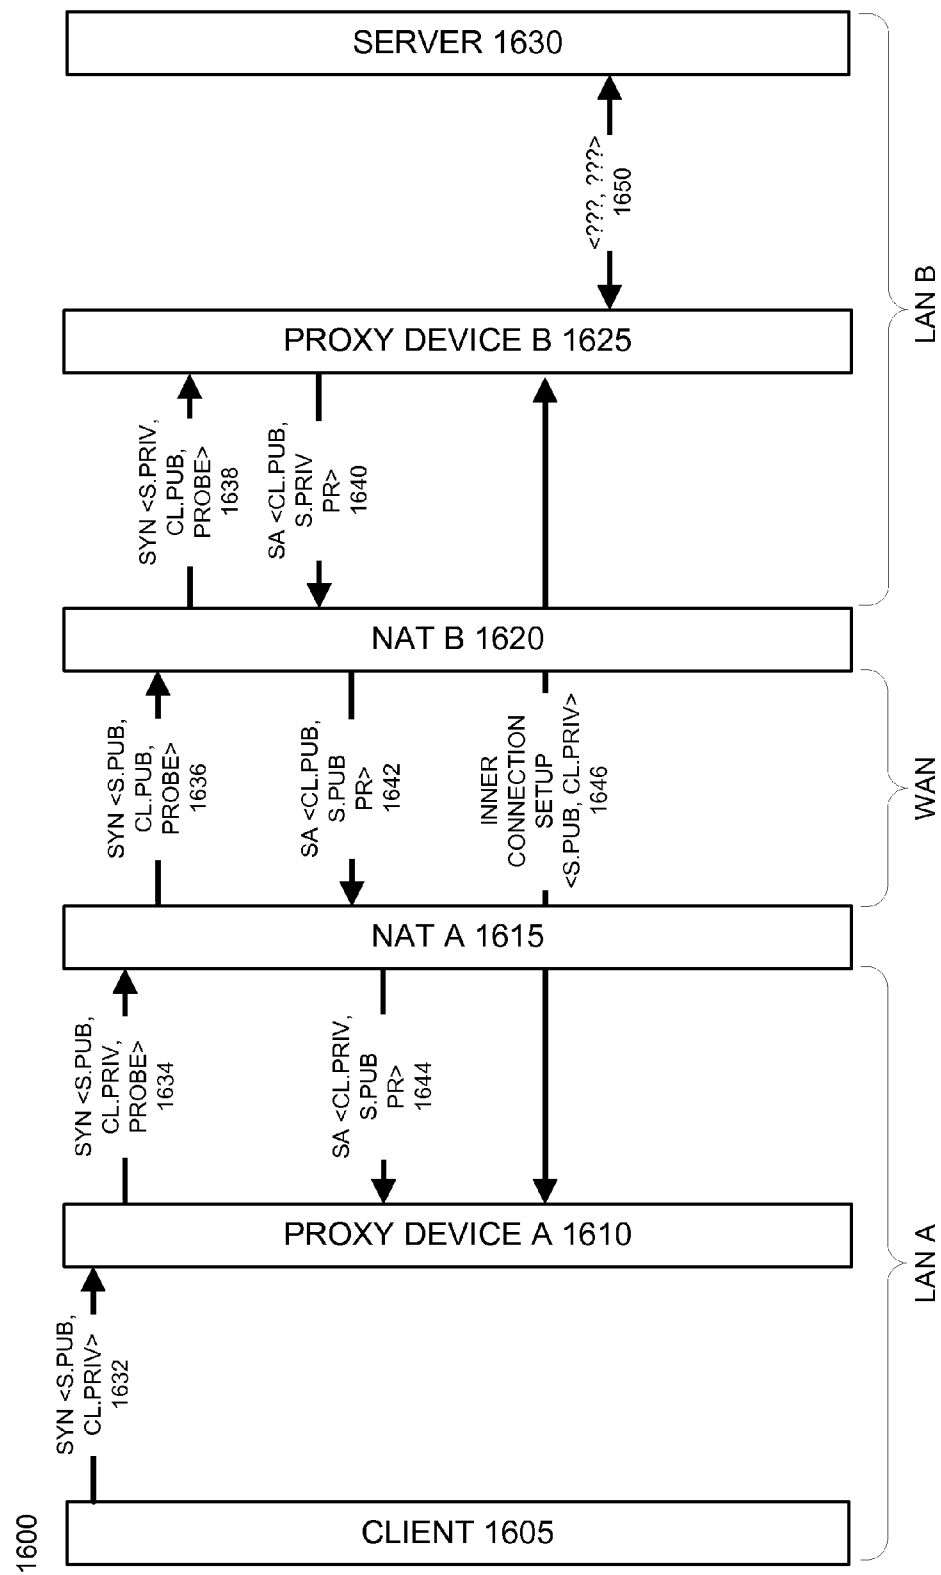 1600
SERVER 1630
<???, ???>
1650
PROXY DEVICE B 1625
SYN <S.PRIV,
CL.PUB,
PROBE>
1638
SA <CL.PUB,
S.PRIV
PR>
1640
NAT B 1620
SYN <S.PUB,
CL.PUB,
PROBE>
1636
SA <CL.PUB,
S.PUB
PR>
1642
INNER
CONNECTION
SETUP
<S.PUB, CL.PRIV>
1646
NAT A 1615
SYN <S.PUB,
CL.PRIV,
PROBE>
1634
SA <CL.PRIV,
S.PUB
PR>
1644
PROXY DEVICE A 1610
SYN <S.PUB,
CL.PRIV>
1632
CLIENT 1605
LAN B
WAN
LAN A